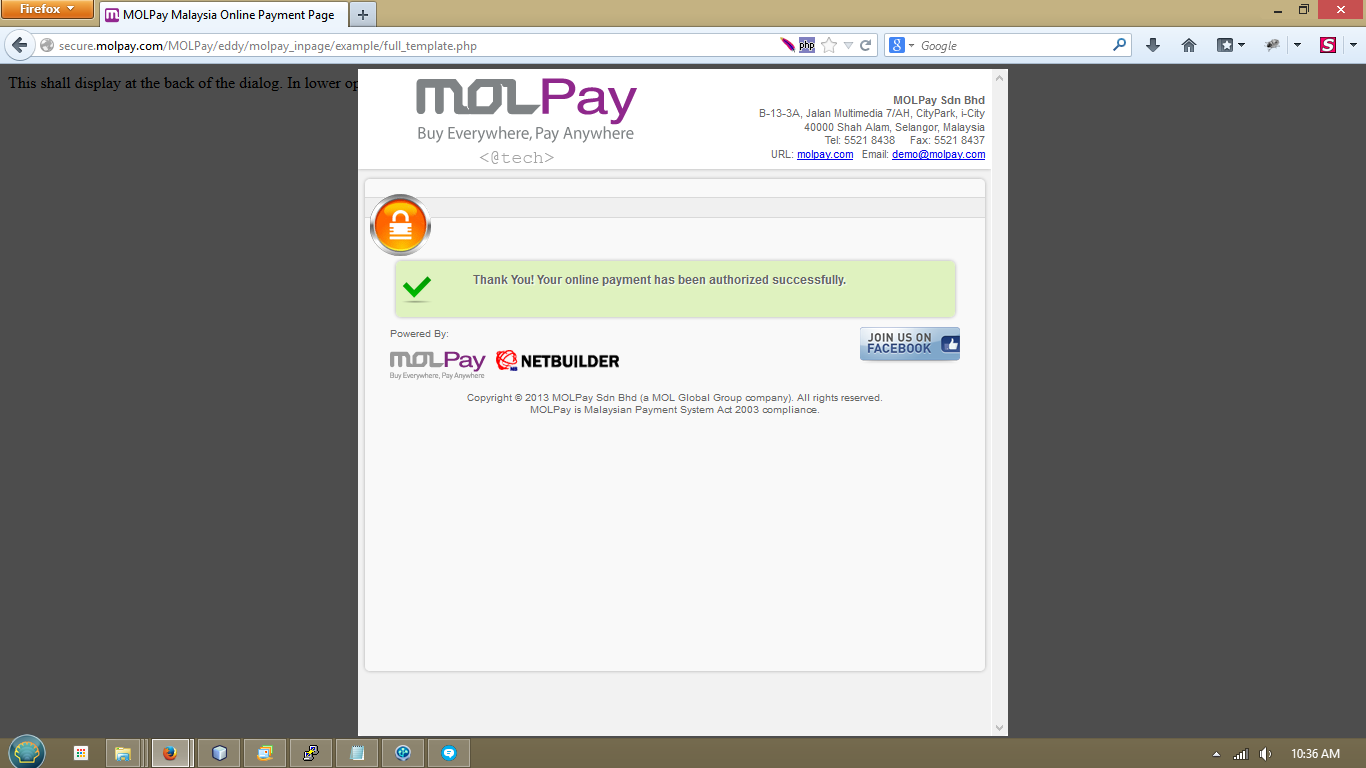 Firefox
MOLPay Malaysia Online Payment Page
secure.molpay.com/MOLPay/eddy/molpay_inpage/example/full_template.php
php
Google
This shall display at the back of the dialog. In lower op
MOLPay
Buy Everywhere, Pay Anywhere
<@tech>
MOLPay Sdn Bhd
B-13-3A, Jalan Multimedia 7/AH, CityPark, i-City
40000 Shah Alam, Selangor, Malaysia
Tel: 5521 8438 Fax: 5521 8437
URL: molpay.com Email: demo@molpay.com
Thank You! Your online payment has been authorized successfully.
Powered By:
JOIN US ON
FACEBOOK
MOLPay
Buy Everywhere, Pay Anywhere
NETBUILDER
Copyright © 2013 MOLPay Sdn Bhd (a MOL Global Group company). All rights reserved.
MOLPay is Malaysian Payment System Act 2003 compliance.
10:36 AM